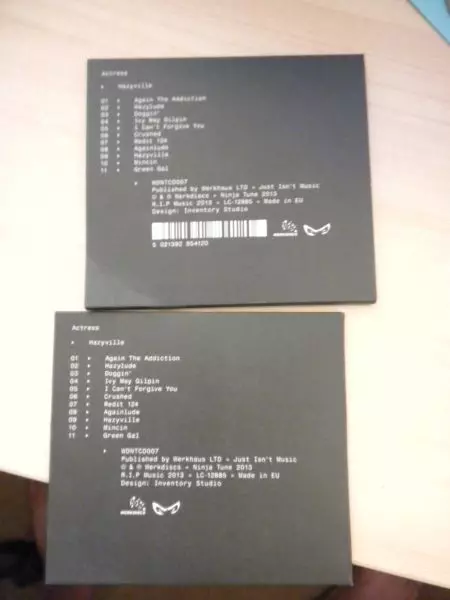 Actress
Hazyville
01 Again The Addiction
02 Hazylude
03 Doggin'
04 Ivy May Gilpin
05 I Can't Forgive You
06 Crushed
07 Redit 124
08 Againlude
09 Hazyville
10 Mincin
11 Green Gal
WDNTCD007
Published by Werkhaus LTD + Just Isn't Music
© & ℗ Werkdiscs + Ninja Tune 2013
R.I.P Music 2013 + LC-12885 + Made in EU
Design: Inventory Studio
5 021392 854120
Actress
Hazyville
01 Again The Addiction
02 Hazylude
03 Doggin'
04 Ivy May Gilpin
05 I Can't Forgive You
06 Crushed
07 Redit 124
08 Againlude
09 Hazyville
10 Mincin
11 Green Gal
WDNTCD007
Published by Werkhaus LTD + Just Isn't Music
© & ℗ Werkdiscs + Ninja Tune 2013
R.I.P Music 2013 + LC-12885 + Made in EU
Design: Inventory Studio